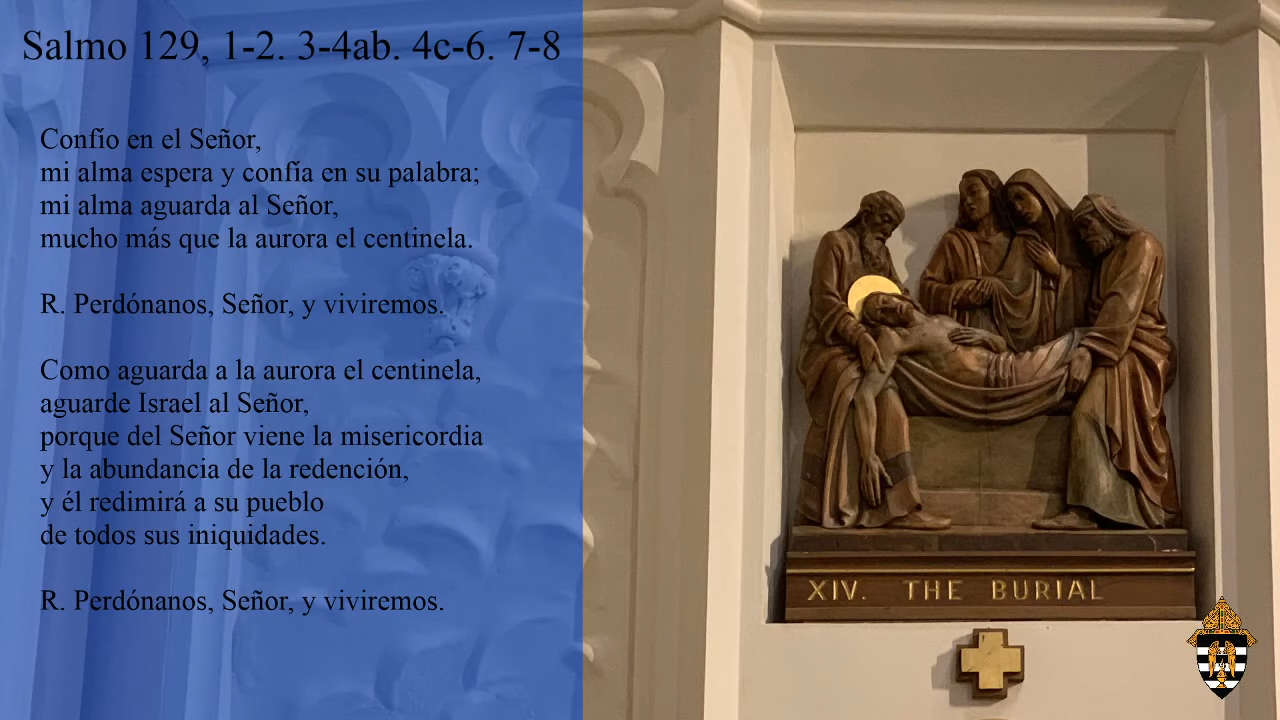 Salmo 129, 1-2. 3-4ab. 4c-6. 7-8
Confío en el Señor,
mi alma espera y confía en su palabra;
mi alma aguarda al Señor,
mucho más que la aurora el centinela.
R. Perdónanos, Señor, y viviremos.
Como aguarda a la aurora el centinela,
aguarde Israel al Señor,
porque del Señor viene la misericordia
y la abundancia de la redención,
y él redimirá a su pueblo
de todos sus iniquidades.
R. Perdónanos, Señor, y viviremos.
XIV. THE BURIAL